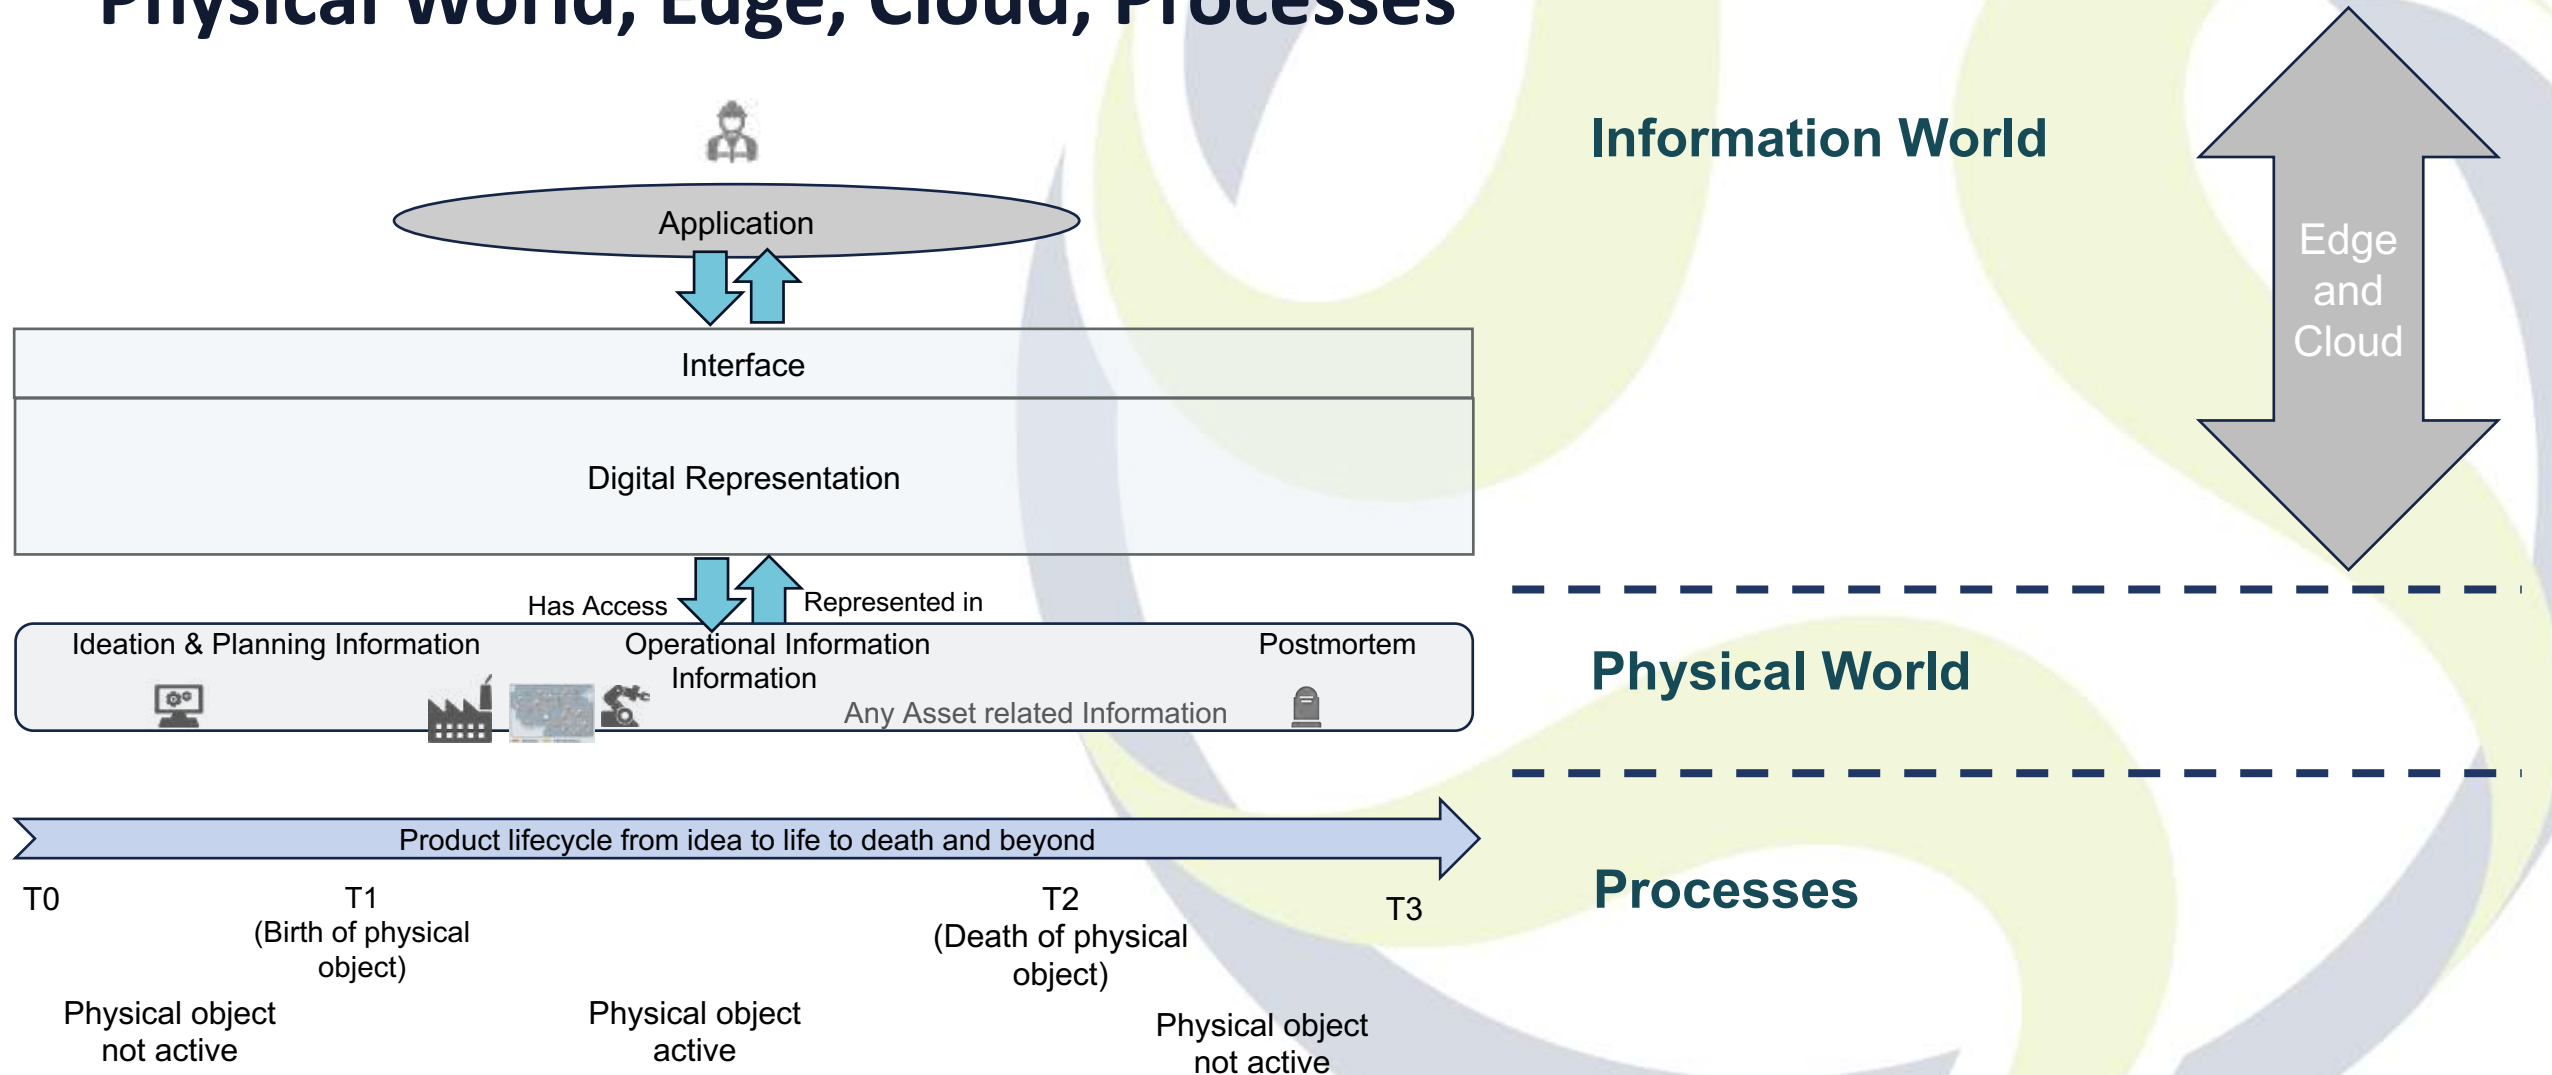 Physical World, Edge, Cloud, Processes
Application
Interface
Digital Representation
Has Access
Represented in
Ideation & Planning Information
Operational Information
Information
Postmortem
Any Asset related Information
Product lifecycle from idea to life to death and beyond
T0
T1
(Birth of physical
object)
T2
(Death of physical
object)
T3
Physical object
not active
Physical object
active
Physical object
not active
Information World
Edge
and
Cloud
Physical World
Processes